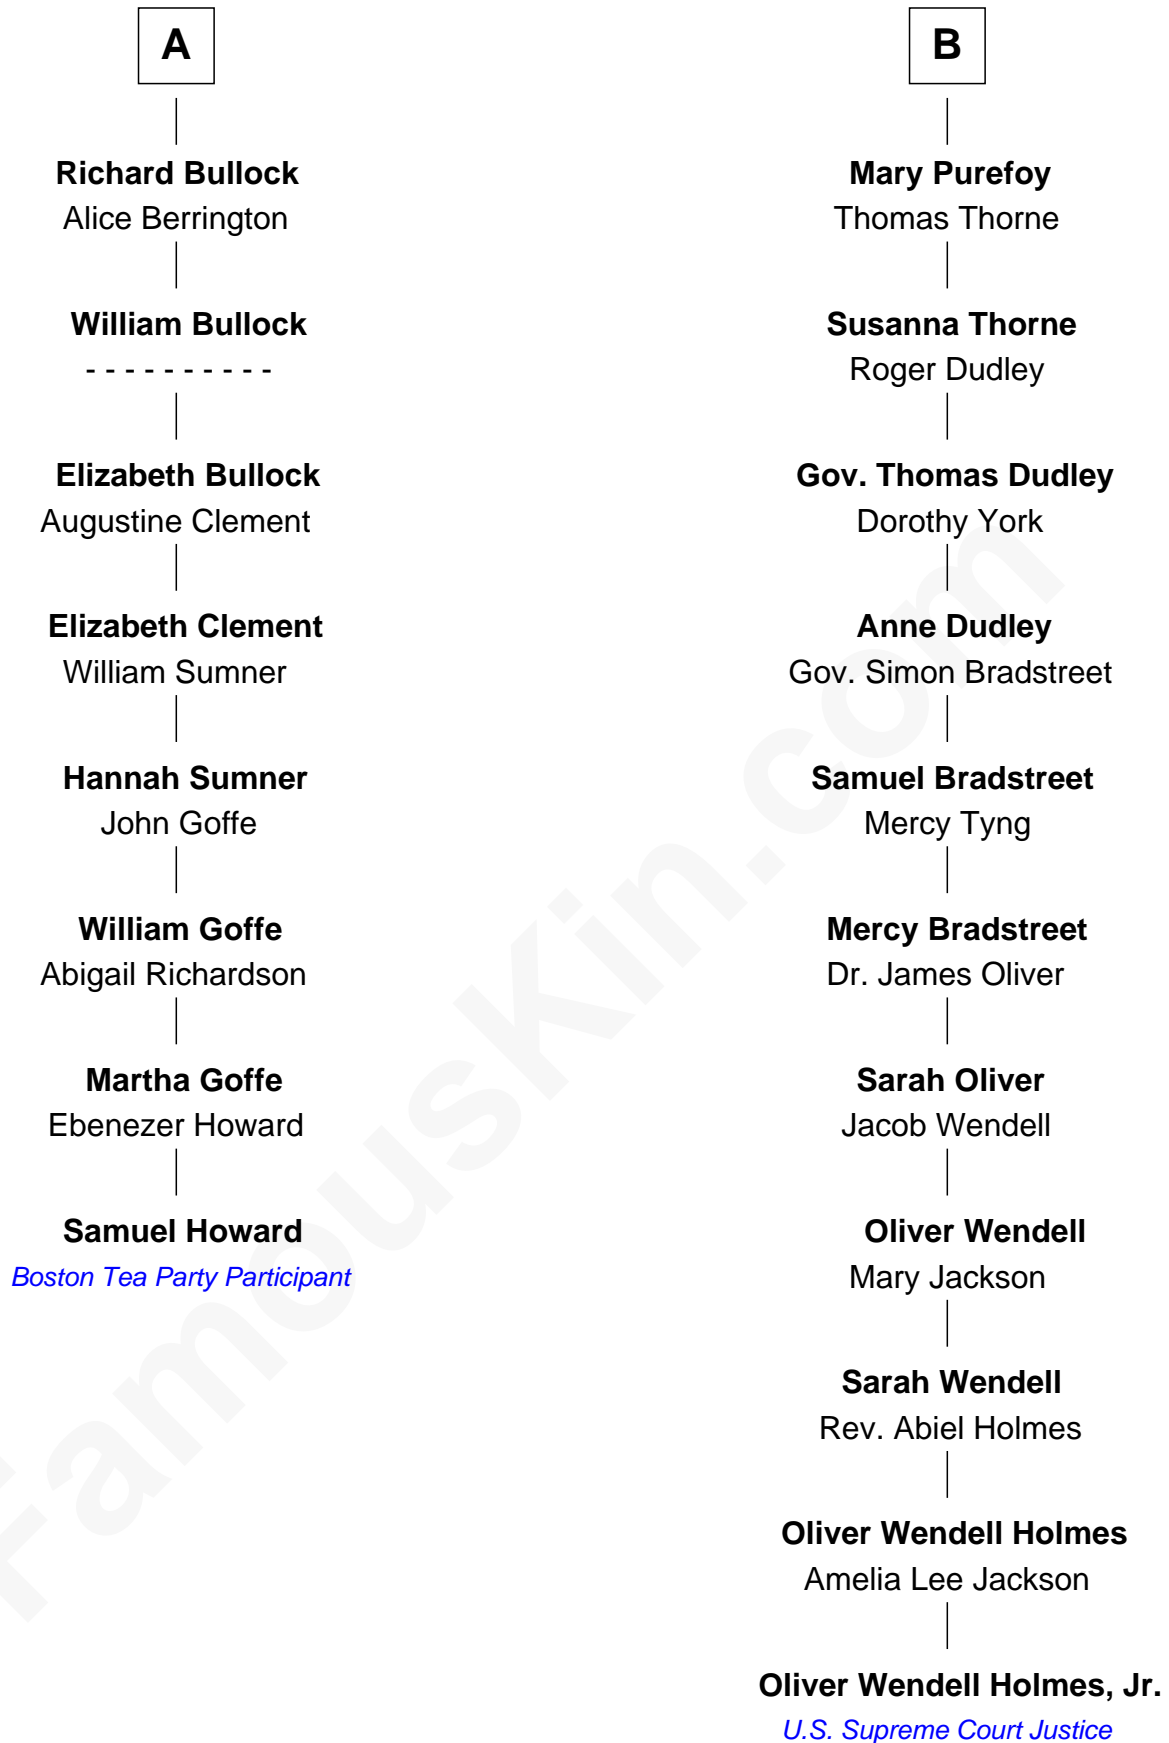 A
Richard Bullock
Alice Berrington
William Bullock
- - - - - - - - - -
Elizabeth Bullock
Augustine Clement
Elizabeth Clement
William Sumner
Hannah Sumner
John Goffe
William Goffe
Abigail Richardson
Martha Goffe
Ebenezer Howard
Samuel Howard
Boston Tea Party Participant
B
Mary Purefoy
Thomas Thorne
Susanna Thorne
Roger Dudley
Gov. Thomas Dudley
Dorothy York
Anne Dudley
Gov. Simon Bradstreet
Samuel Bradstreet
Mercy Tyng
Mercy Bradstreet
Dr. James Oliver
Sarah Oliver
Jacob Wendell
Oliver Wendell
Mary Jackson
Sarah Wendell
Rev. Abiel Holmes
Oliver Wendell Holmes
Amelia Lee Jackson
Oliver Wendell Holmes, Jr.
U.S. Supreme Court Justice
FamousKin.com